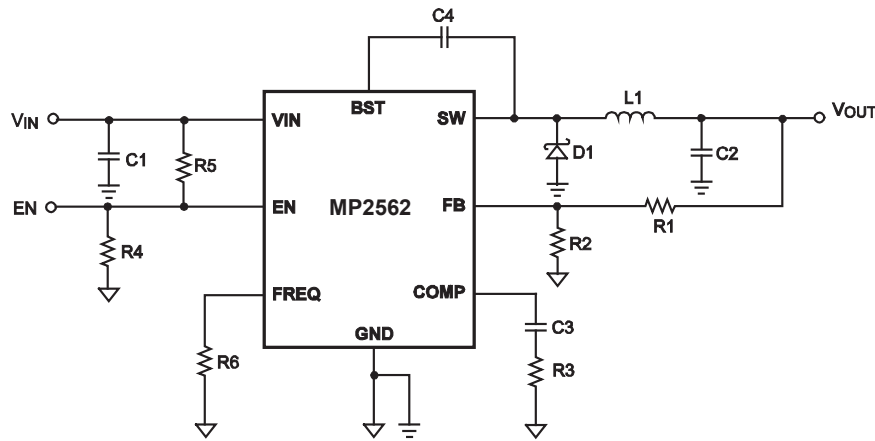 C4
BST
VIN
VIN
SW
L1
VOUT
C1
R5
D1
C2
EN
EN
MP2562
FB
R1
R4
R2
FREQ
COMP
C3
GND
R6
R3